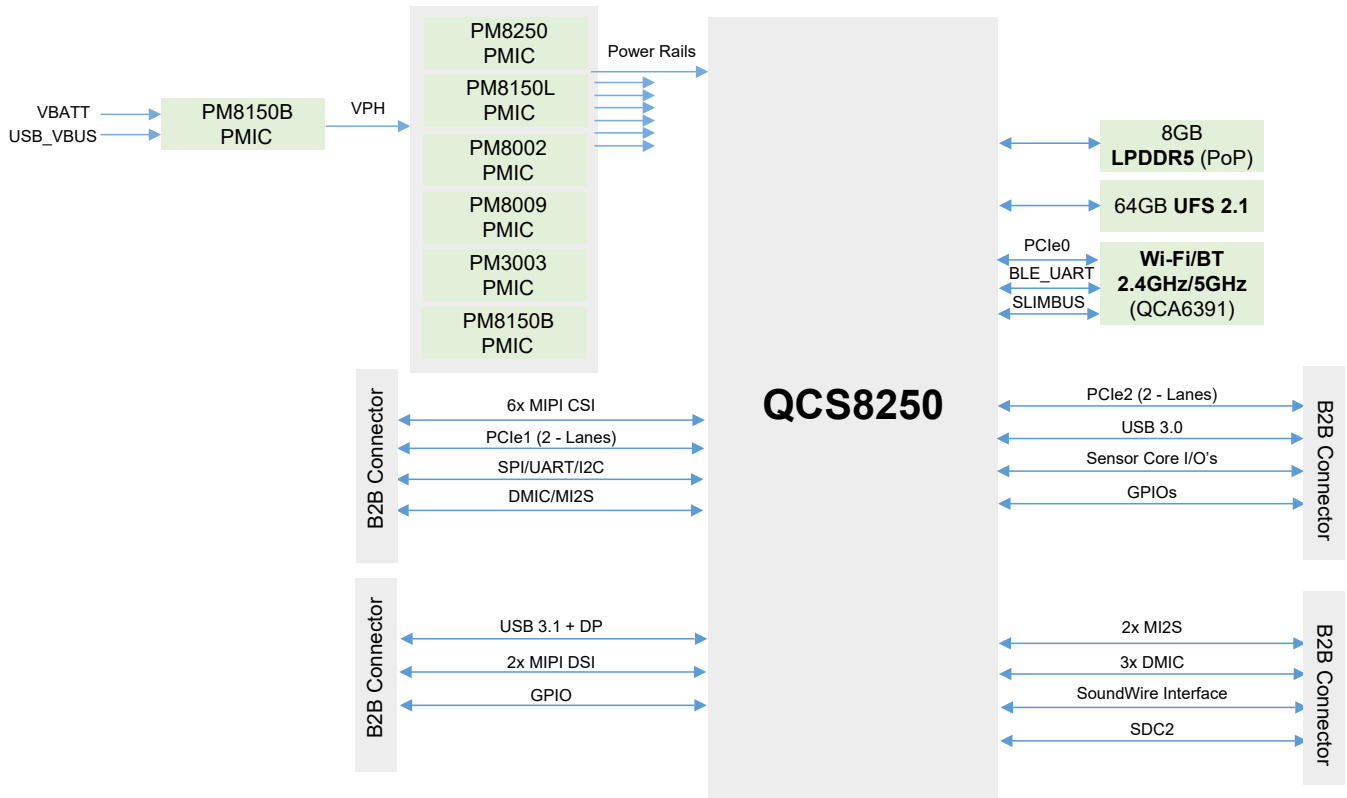 VBATT
USB_VBUS
PM8150B
PMIC
VPH
PM8250
PMIC
PM8150L
PMIC
PM8002
PMIC
PM8009
PMIC
PM3003
PMIC
PM8150B
PMIC
Power Rails
QCS8250
8GB
LPDDR5 (PoP)
64GB UFS 2.1
PCIe0
BLE_UART
SLIMBUS
Wi-Fi/BT
2.4GHz/5GHz
(QCA6391)
B2B Connector
6x MIPI CSI
PCIe1 (2 - Lanes)
SPI/UART/I2C
DMIC/MI2S
PCIe2 (2 - Lanes)
USB 3.0
Sensor Core I/O's
GPIOs
B2B Connector
B2B Connector
USB 3.1 + DP
2x MIPI DSI
GPIO
2x MI2S
3x DMIC
SoundWire Interface
SDC2
B2B Connector